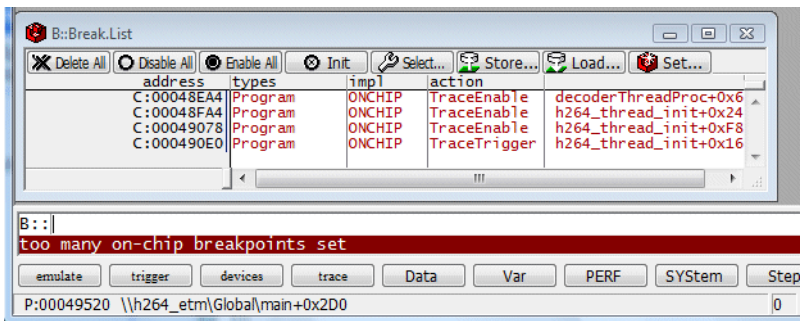 B::Break.List
Delete All Disable All Enable All Init Select... Store... Load... Set...
address types impl action
C:00048EA4 Program ONCHIP TraceEnable decoderThreadProc+0x6
C:00048FA4 Program ONCHIP TraceEnable h264_thread_init+0x24
C:00049078 Program ONCHIP TraceEnable h264_thread_init+0xF8
C:000490E0 Program ONCHIP TraceTrigger h264_thread_init+0x16
B::
too many on-chip breakpoints set
emulate trigger devices trace Data Var PERF SYStem Step
P:00049520 \\h264_etm\Global\main+0x2D0 0